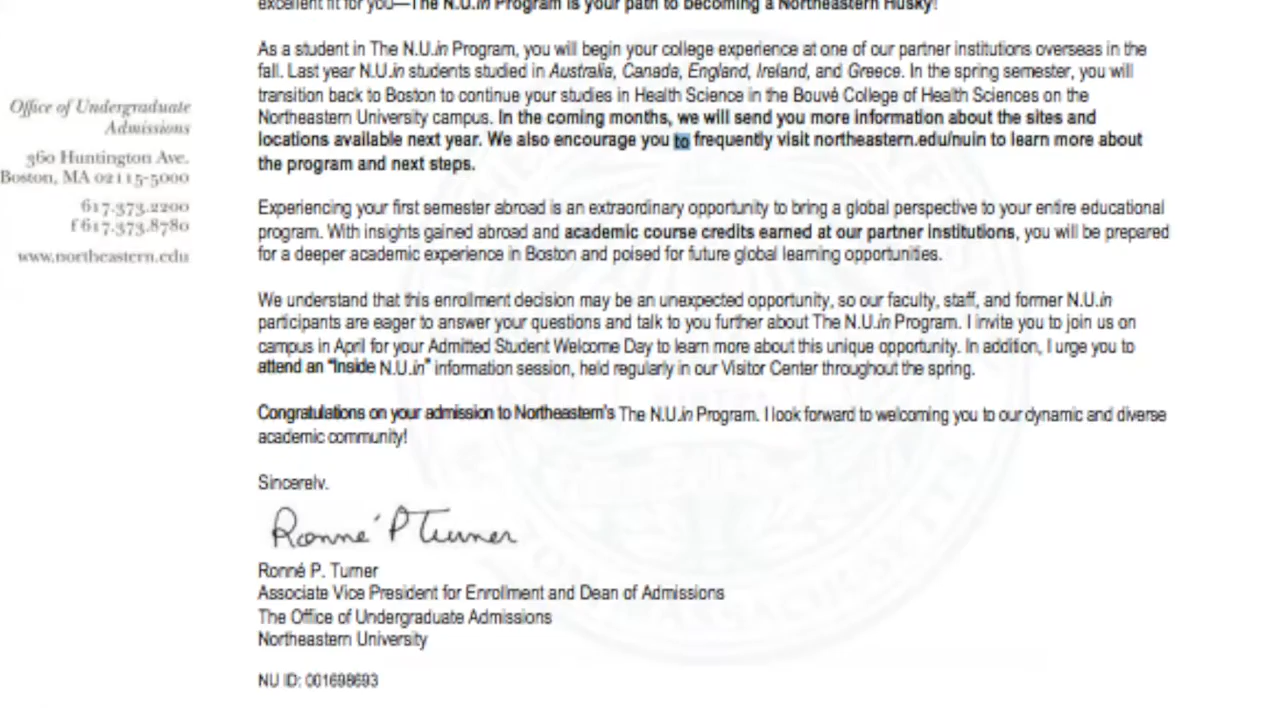 excellent fit for you—The N.U.in Program is your path to becoming a Northeastern Husky!
As a student in The N.U.in Program, you will begin your college experience at one of our partner institutions overseas in the
fall. Last year N.U.in students studied in Australia, Canada, England, Ireland, and Greece. In the spring semester, you will
transition back to Boston to continue your studies in Health Science in the Bouvé College of Health Sciences on the
Northeastern University campus. In the coming months, we will send you more information about the sites and
locations available next year. We also encourage you to frequently visit northeastern.edu/nuin to learn more about
the program and next steps.
Office of Undergraduate
Admissions
360 Huntington Ave.
Boston, MA 02115-5000
617.373.2200
f 617.373.8780
www.northeastern.edu
Experiencing your first semester abroad is an extraordinary opportunity to bring a global perspective to your entire educational
program. With insights gained abroad and academic course credits earned at our partner institutions, you will be prepared
for a deeper academic experience in Boston and poised for future global learning opportunities.
We understand that this enrollment decision may be an unexpected opportunity, so our faculty, staff, and former N.U.in
participants are eager to answer your questions and talk to you further about The N.U.in Program. I invite you to join us on
campus in April for your Admitted Student Welcome Day to learn more about this unique opportunity. In addition, I urge you to
attend an “Inside N.U.in” information session, held regularly in our Visitor Center throughout the spring.
Congratulations on your admission to Northeastern's The N.U.in Program. I look forward to welcoming you to our dynamic and diverse
academic community!
Sincerely,
Ronné P Turner
Ronné P. Turner
Associate Vice President for Enrollment and Dean of Admissions
The Office of Undergraduate Admissions
Northeastern University
NU ID: 001698693